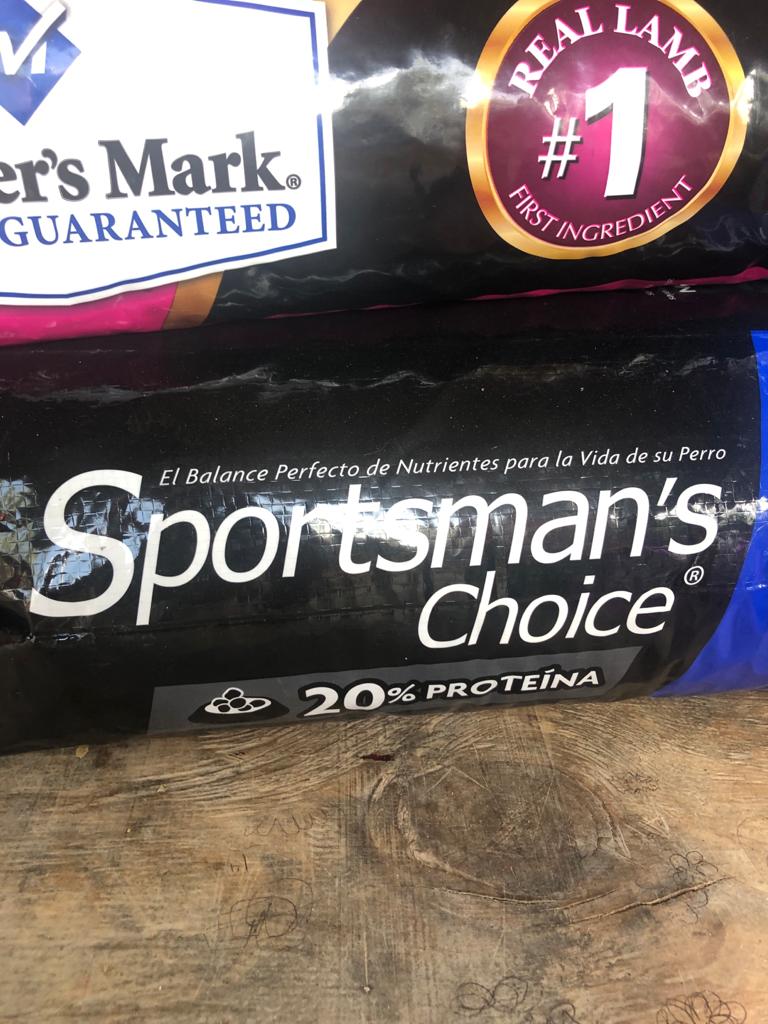 er's Mark®
GUARANTEED
REAL LAMB
#1
FIRST INGREDIENT
El Balance Perfecto de Nutrientes para la Vida de su Perro
Sportsman's
Choice®
20% PROTEÍNA